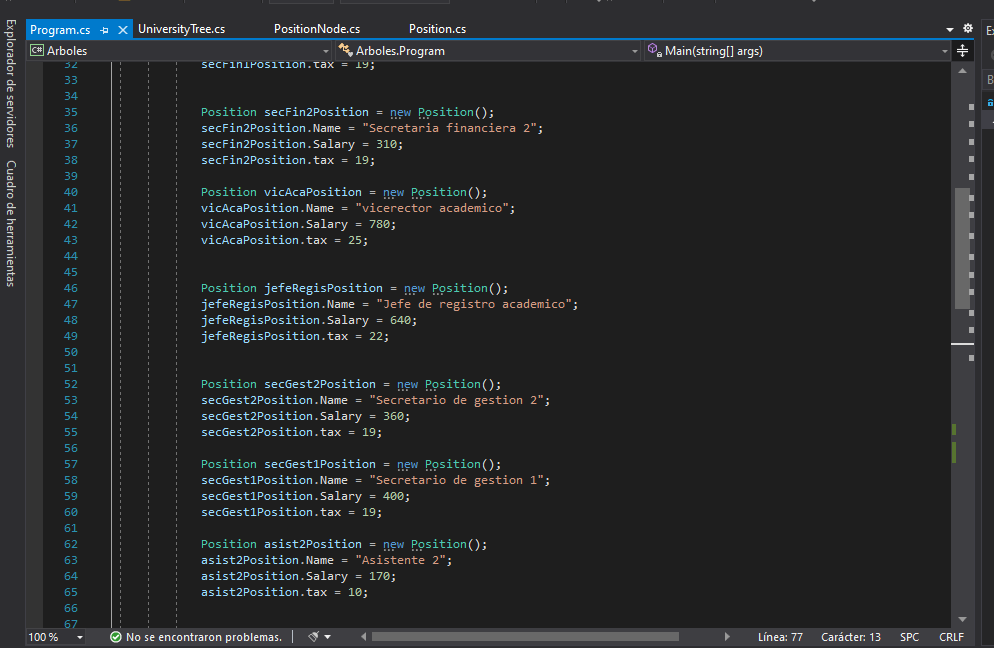 Program.cs
UniversityTree.cs
PositionNode.cs
Position.cs
C# Arboles
Arboles.Program
Main(string[] args)
Explorador de servidores
Cuadro de herramientas
32 secFin1Position.tax = 19;
33
34
35 Position secFin2Position = new Position();
36 secFin2Position.Name = "Secretaria financiera 2";
37 secFin2Position.Salary = 310;
38 secFin2Position.tax = 19;
39
40 Position vicAcaPosition = new Position();
41 vicAcaPosition.Name = "vicerector academico";
42 vicAcaPosition.Salary = 780;
43 vicAcaPosition.tax = 25;
44
45
46 Position jefeRegisPosition = new Position();
47 jefeRegisPosition.Name = "Jefe de registro academico";
48 jefeRegisPosition.Salary = 640;
49 jefeRegisPosition.tax = 22;
50
51
52 Position secGest2Position = new Position();
53 secGest2Position.Name = "Secretario de gestion 2";
54 secGest2Position.Salary = 360;
55 secGest2Position.tax = 19;
56
57 Position secGest1Position = new Position();
58 secGest1Position.Name = "Secretario de gestion 1";
59 secGest1Position.Salary = 400;
60 secGest1Position.tax = 19;
61
62 Position asist2Position = new Position();
63 asist2Position.Name = "Asistente 2";
64 asist2Position.Salary = 170;
65 asist2Position.tax = 10;
66
67
100 %
No se encontraron problemas.
Línea: 77
Carácter: 13
SPC
CRLF